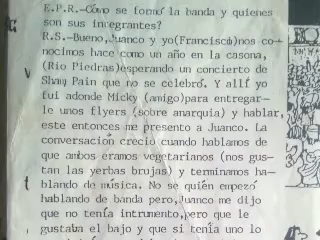 E.P.R.-Cómo se formó la banda y quienes
son sus integrantes?
R.S.-Bueno,Juanco y yo(Francisco)nos co-
nocimos hace como un año en la casona,
(Río Piedras)esperando un concierto de
Sham Pain que no se celebró. Y allí yo
fui adonde Micky (amigo)para entregar-
le unos flyers (sobre anarquía) y hablar,
este entonces me presento a Juanco. La
conversación creció cuando hablamos de
que ambos eramos vegetarianos (nos gus-
tan las yerbas brujas) y terminamos ha-
blando de música. No se quién empezó
hablando de banda pero,Juanco me dijo
que no tenía intrumento,pero que le
gustaba el bajo y que si tenía uno lo